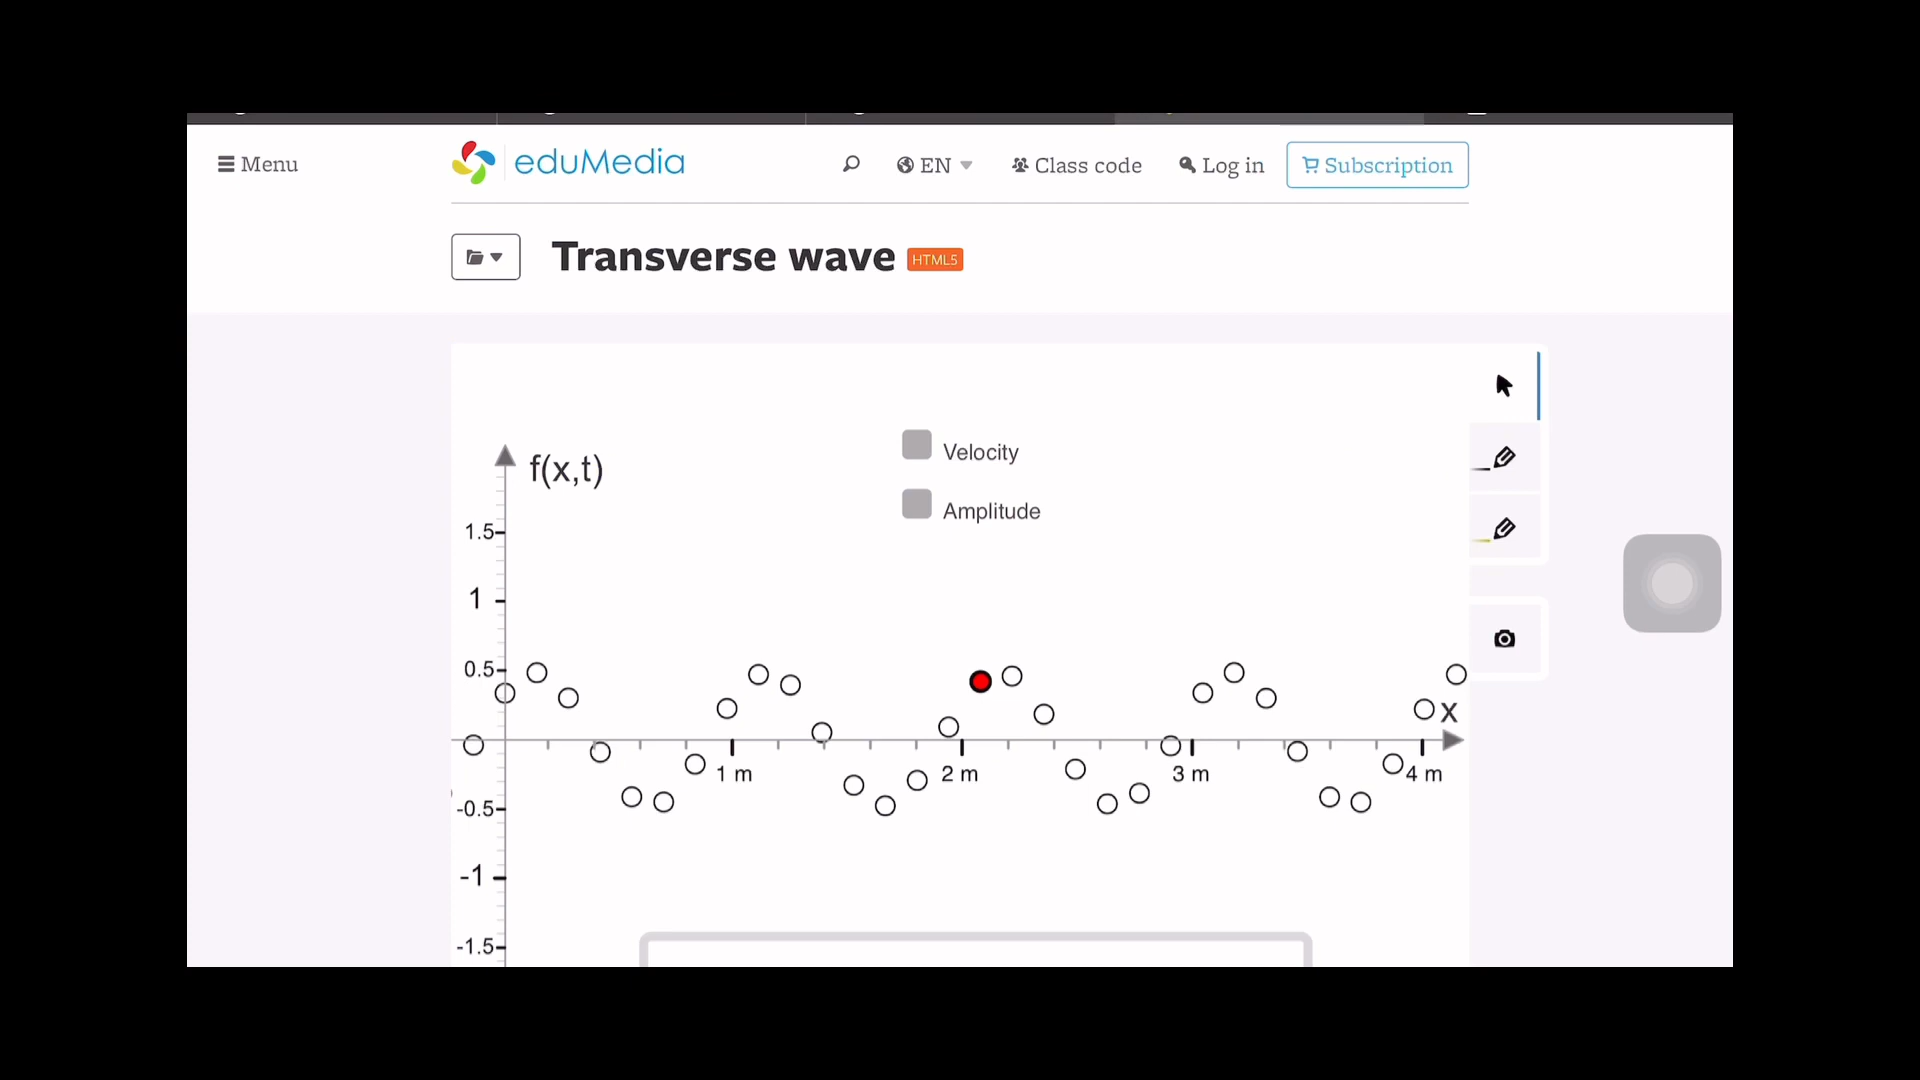 Menu
eduMedia
EN
Class code
Log in
Subscription
Transverse wave HTML5
Velocity
f(x,t)
Amplitude
1.5
1
0.5
x
1 m
2 m
3 m
4 m
-0.5
-1
-1.5